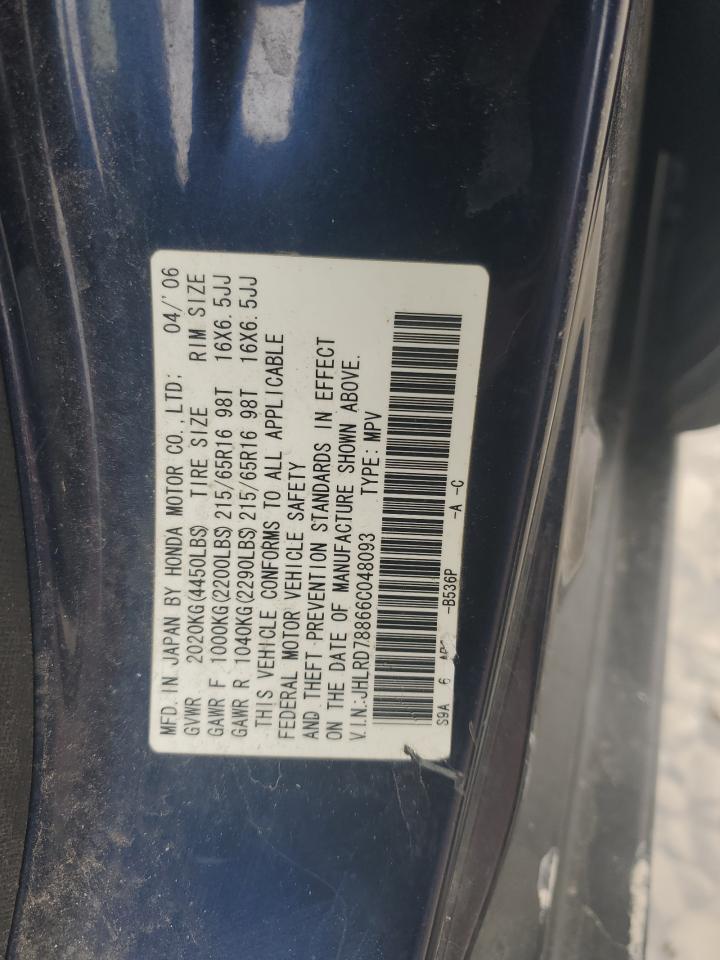 MFD. IN JAPAN BY HONDA MOTOR CO., LTD; 04/'06
GVWR 2020KG(4450LBS) TIRE SIZE RIM SIZE
GAWR F 1000KG(2200LBS) 215/65R16 98T 16X6.5JJ
GAWR R 1040KG(2290LBS) 215/65R16 98T 16X6.5JJ
THIS VEHICLE CONFORMS TO ALL APPLICABLE
FEDERAL MOTOR VEHICLE SAFETY
AND THEFT PREVENTION STANDARDS IN EFFECT
ON THE DATE OF MANUFACTURE SHOWN ABOVE.
V.I.N.:JHLRD78866C048093 TYPE: MPV
S9A 6 -B536P -A -C